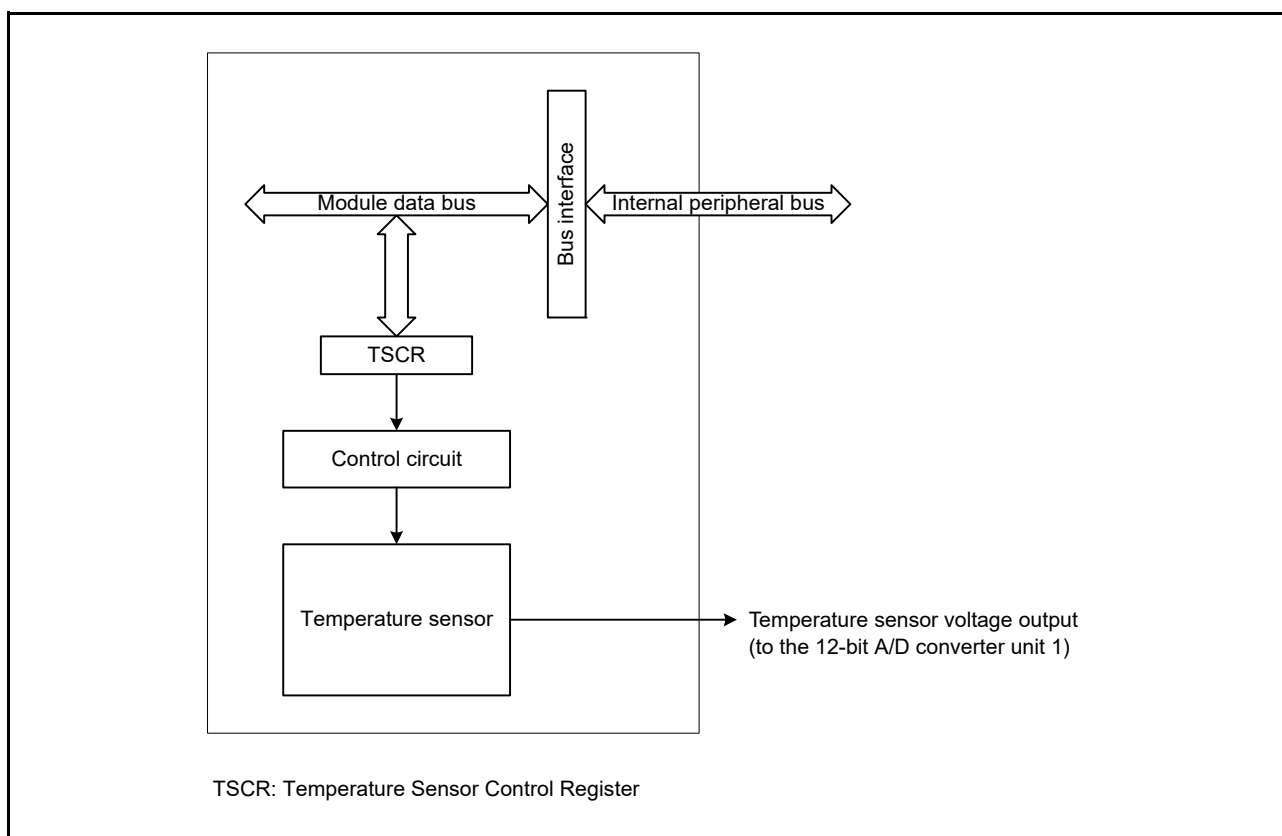 Bus interface
Module data bus
Internal peripheral bus
TSCR
Control circuit
Temperature sensor
Temperature sensor voltage output
(to the 12-bit A/D converter unit 1)
TSCR: Temperature Sensor Control Register